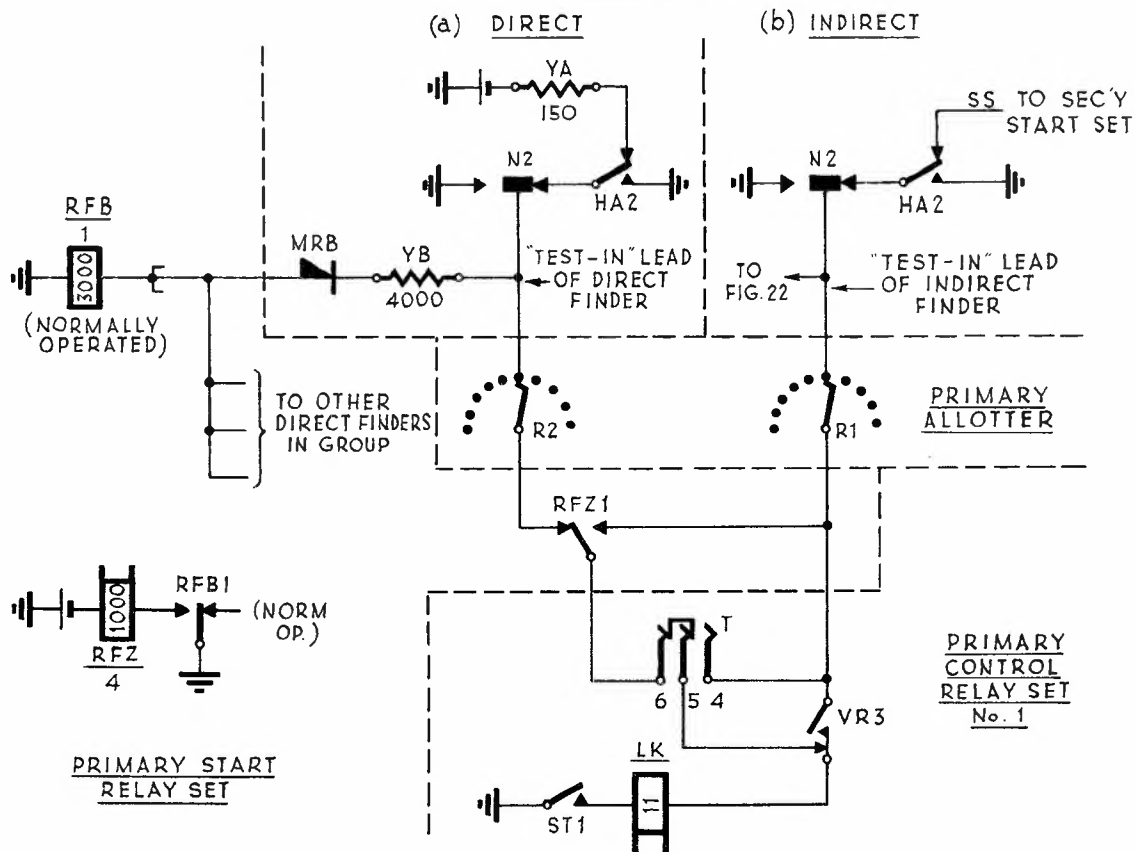 (a) DIRECT
(b) INDIRECT
YA
150
SS TO SEC'Y
START SET
N2
HA2
N2
HA2
RFB
1
3000
(NORMALLY
OPERATED)
MRB
YB
4000
"TEST-IN" LEAD
OF DIRECT
FINDER
TO
FIG. 22
"TEST-IN" LEAD
OF INDIRECT
FINDER
TO OTHER
DIRECT FINDERS
IN GROUP
R2
R1
PRIMARY
ALLOTTER
RFZ1
1000
RFZ
4
RFB1
(NORM
OP.)
T
6 5 4
VR3
PRIMARY
CONTROL
RELAY SET
No. 1
PRIMARY START
RELAY SET
LK
11
ST1